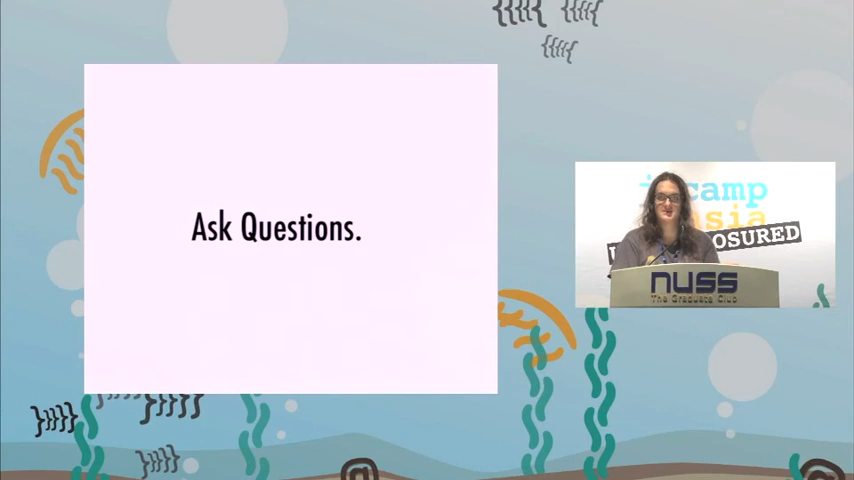 Ask Questions.
camp
asia
OSURED
nuss
The Graduate Club